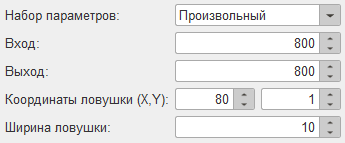 Набор параметров: Произвольный
Вход: 800
Выход: 800
Координаты ловушки (X,Y): 80 1
Ширина ловушки: 10